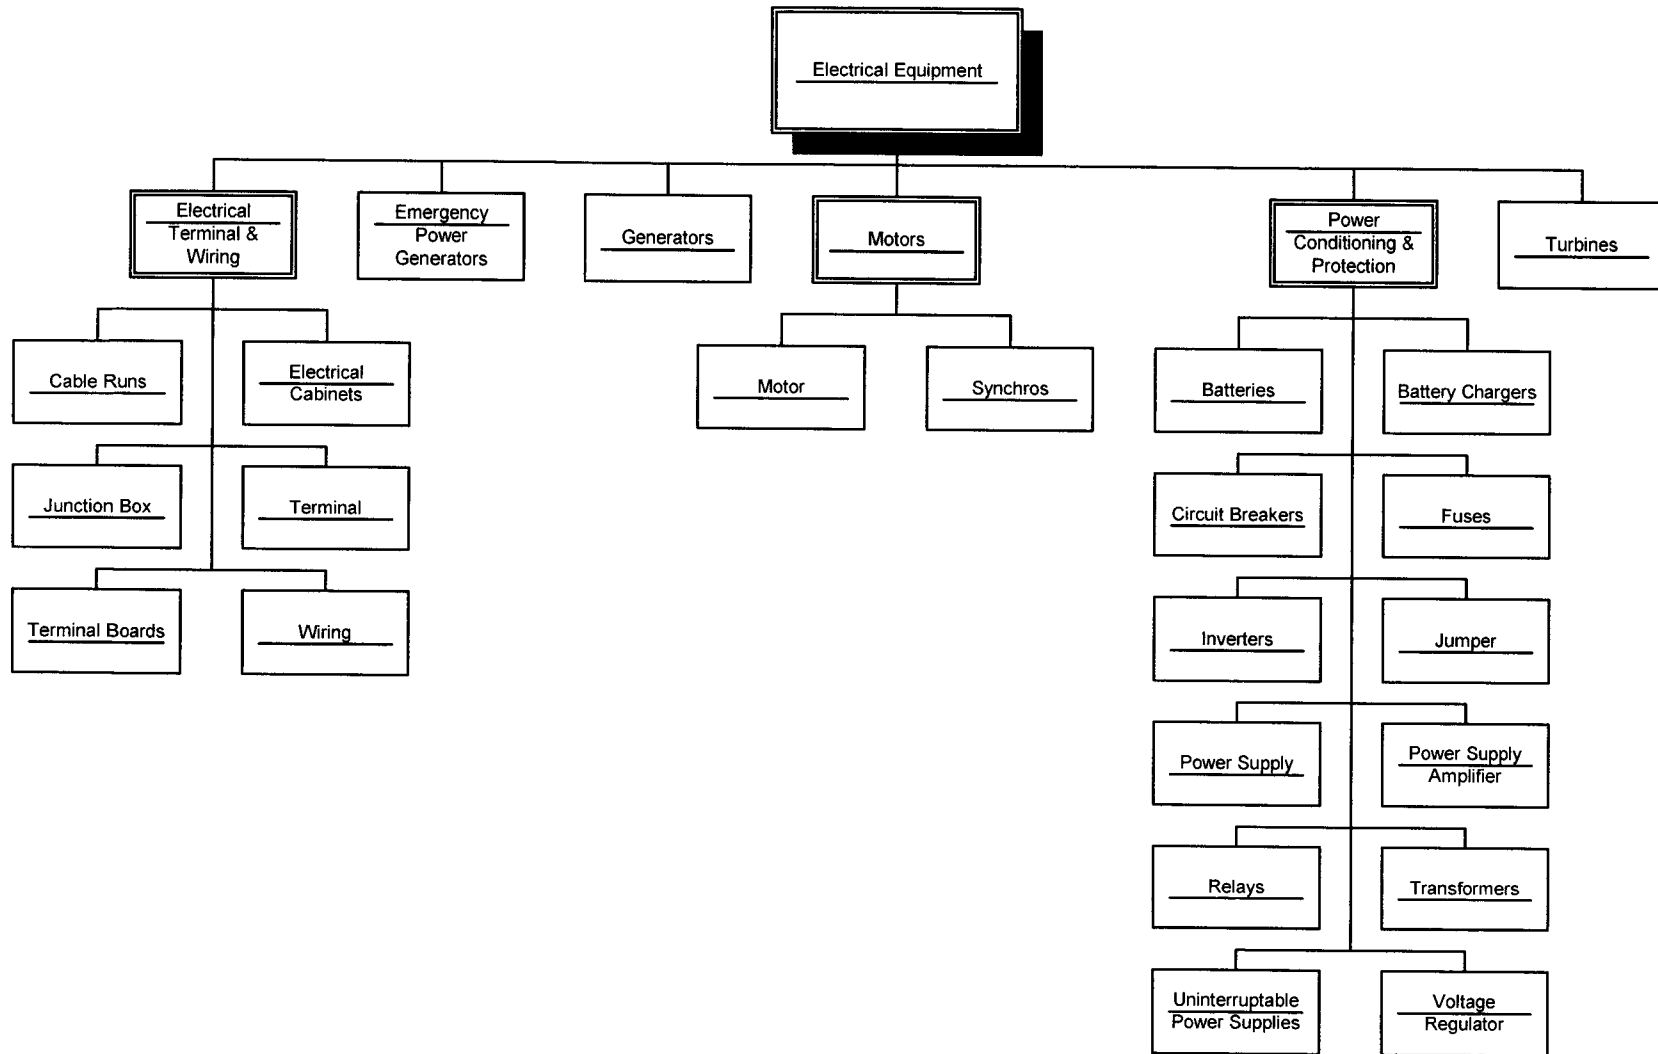 Electrical Equipment
Electrical
Terminal &
Wiring
Emergency
Power
Generators
Generators
Motors
Power
Conditioning &
Protection
Turbines
Cable Runs
Electrical
Cabinets
Motor
Synchros
Batteries
Battery Chargers
Junction Box
Terminal
Circuit Breakers
Fuses
Terminal Boards
Wiring
Inverters
Jumper
Power Supply
Power Supply
Amplifier
Relays
Transformers
Uninterruptable
Power Supplies
Voltage
Regulator